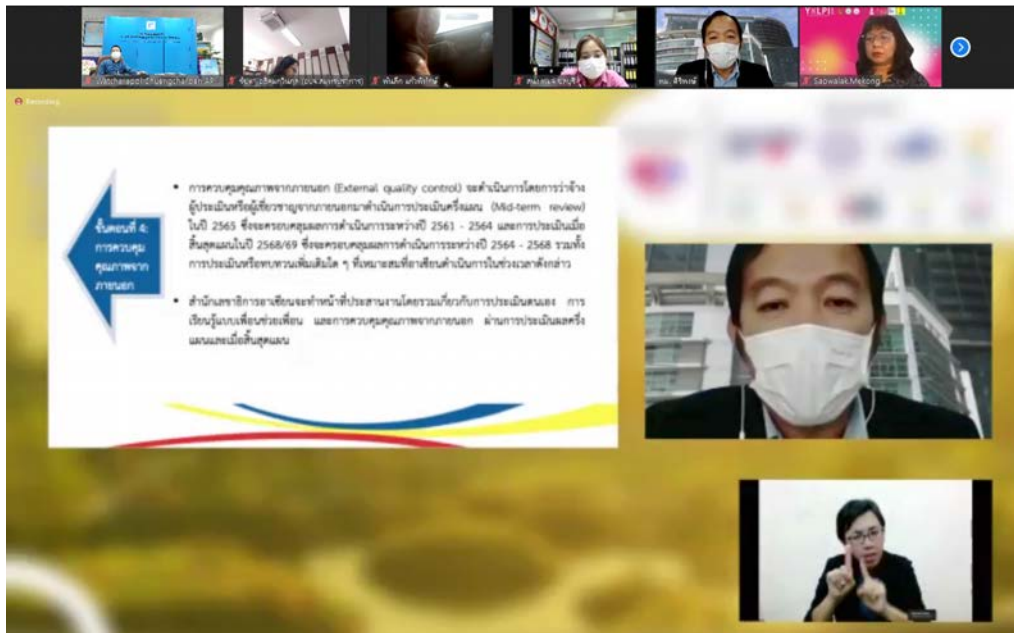 Saowalak.Mekong
Recording
ขั้นตอนที่ 4:
การควบคุม
คุณภาพจาก
ภายนอก
• การควบคุมคุณภาพจากภายนอก (External quality control) จะดำเนินการโดยการว่าจ้าง
ผู้ประเมินหรือผู้เชี่ยวชาญจากภายนอกมาดำเนินการประเมินครึ่งแผน (Mid-term review)
ในปี 2565 ซึ่งจะครอบคลุมผลการดำเนินการระหว่างปี 2561 - 2564 และการประเมินเมื่อ
สิ้นสุดแผนในปี 2568/69 ซึ่งจะครอบคลุมผลการดำเนินการระหว่างปี 2564 - 2568 รวมทั้ง
การประเมินหรือทบทวนเพิ่มเติมใด ๆ ที่เหมาะสมที่อาเซียนดำเนินการในช่วงเวลาดังกล่าว
• สำนักเลขาธิการอาเซียนจะทำหน้าที่ประสานงานโดยรวมเกี่ยวกับการประเมินตนเอง การ
เรียนรู้แบบเพื่อนช่วยเพื่อน และการควบคุมคุณภาพจากภายนอก ผ่านการประเมินผลครึ่ง
แผนและเมื่อสิ้นสุดแผน